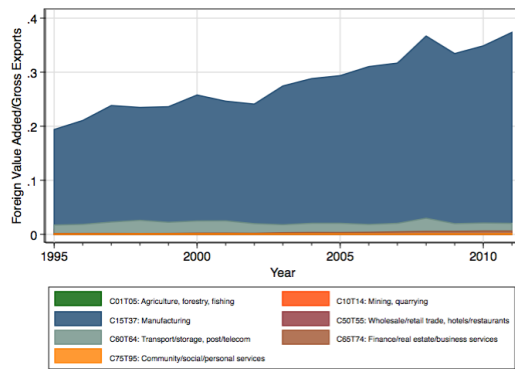 Foreign Value Added/Gross Exports
.4
.3
.2
.1
0
1995
2000
2005
2010
Year
C01T05: Agriculture, forestry, fishing
C10T14: Mining, quarrying
C15T37: Manufacturing
C50T55: Wholesale/retail trade, hotels/restaurants
C60T64: Transport/storage, post/telecom
C65T74: Finance/real estate/business services
C75T95: Community/social/personal services